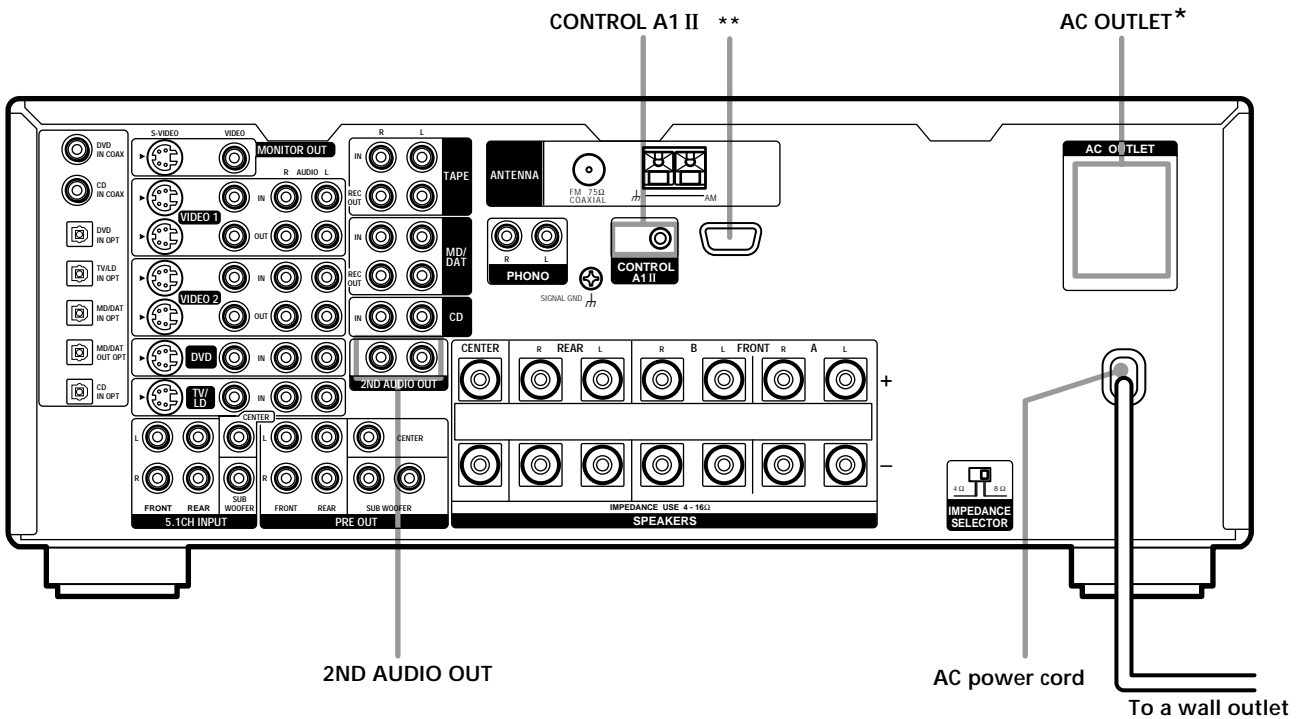 CONTROL A1 II **
AC OUTLET*
S-VIDEO VIDEO
MONITOR OUT
DVD
IN COAX
CD
IN COAX
DVD
IN OPT
TV/LD
IN OPT
MD/DAT
IN OPT
MD/DAT
OUT OPT
CD
IN OPT
R AUDIO L
VIDEO 1
IN
OUT
VIDEO 2
IN
OUT
DVD
IN
TV/
LD
IN
R L
IN
TAPE
REC
OUT
IN
MD/
DAT
REC
OUT
IN
CD
2ND AUDIO OUT
ANTENNA
FM 75Ω
COAXIAL
AM
R L
PHONO
SIGNAL GND
CONTROL
A1 II
AC OUTLET
CENTER
R REAR L
R B L FRONT R A L
+
–
IMPEDANCE USE 4 - 16Ω
SPEAKERS
CENTER
L
R
SUB
WOOFER
FRONT REAR
5.1CH INPUT
L
R
CENTER
FRONT REAR SUB WOOFER
PRE OUT
4 Ω 8 Ω
IMPEDANCE
SELECTOR
2ND AUDIO OUT
AC power cord
To a wall outlet